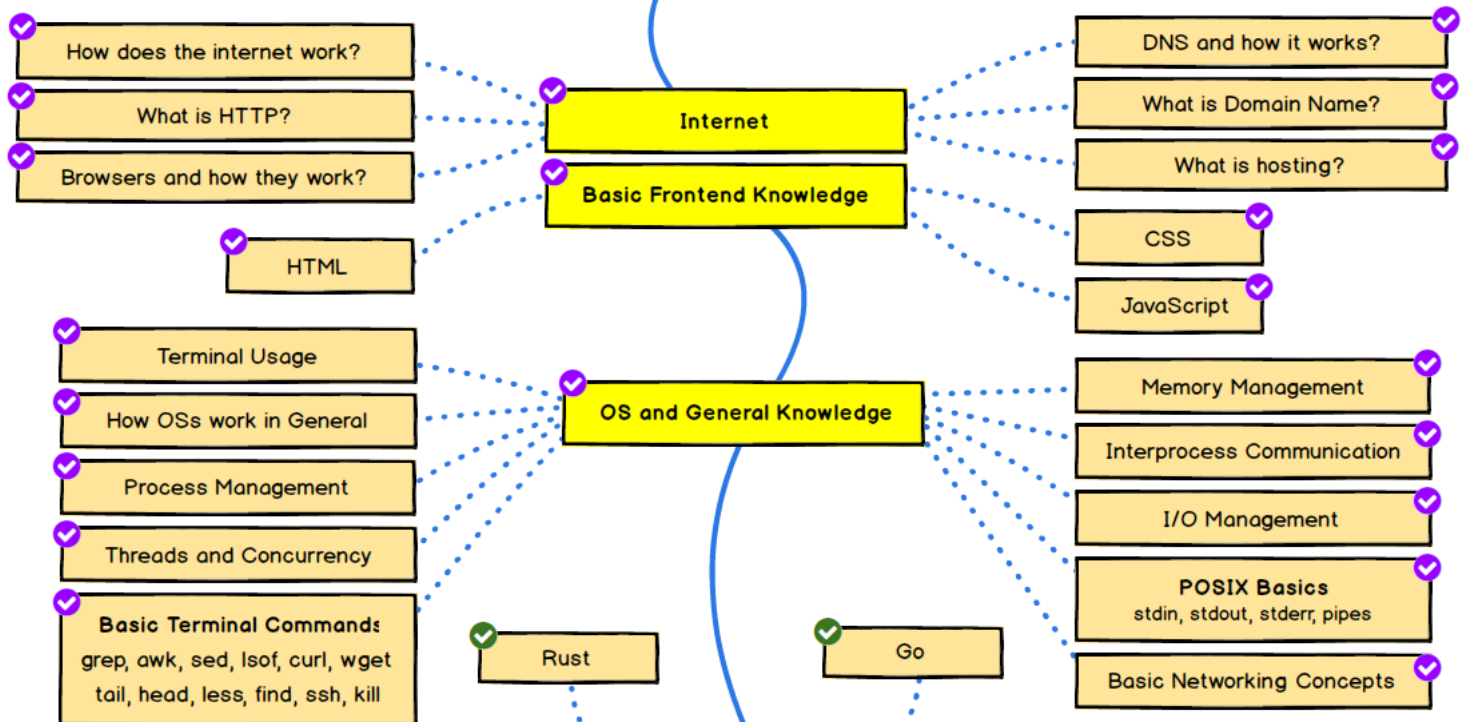 How does the internet work?
What is HTTP?
Browsers and how they work?
HTML
Internet
Basic Frontend Knowledge
DNS and how it works?
What is Domain Name?
What is hosting?
CSS
JavaScript
Terminal Usage
How OSs work in General
Process Management
Threads and Concurrency
Basic Terminal Commands
grep, awk, sed, lsof, curl, wget
tail, head, less, find, ssh, kill
OS and General Knowledge
Memory Management
Interprocess Communication
I/O Management
POSIX Basics
stdin, stdout, stderr, pipes
Basic Networking Concepts
Rust
Go